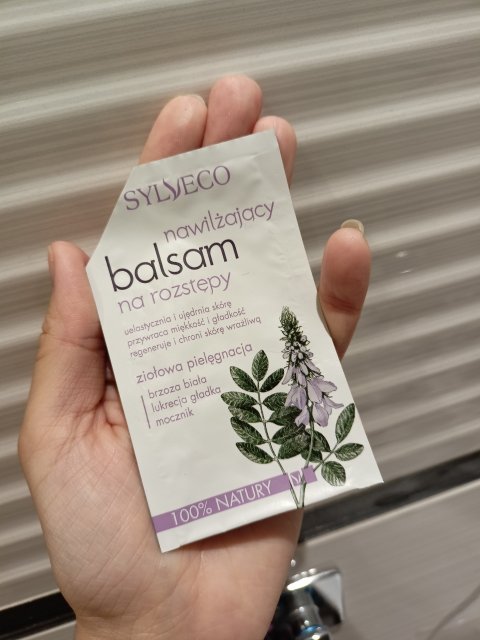 SYLVECO
nawilżający
balsam
na rozstępy
uelastycznia i ujędrnia skórę
przywraca miękkość i gładkość
regeneruje i chroni skórę wrażliwą
ziołowa pielęgnacja
brzoza biała
lukrecja gładka
mocznik
100% NATURY